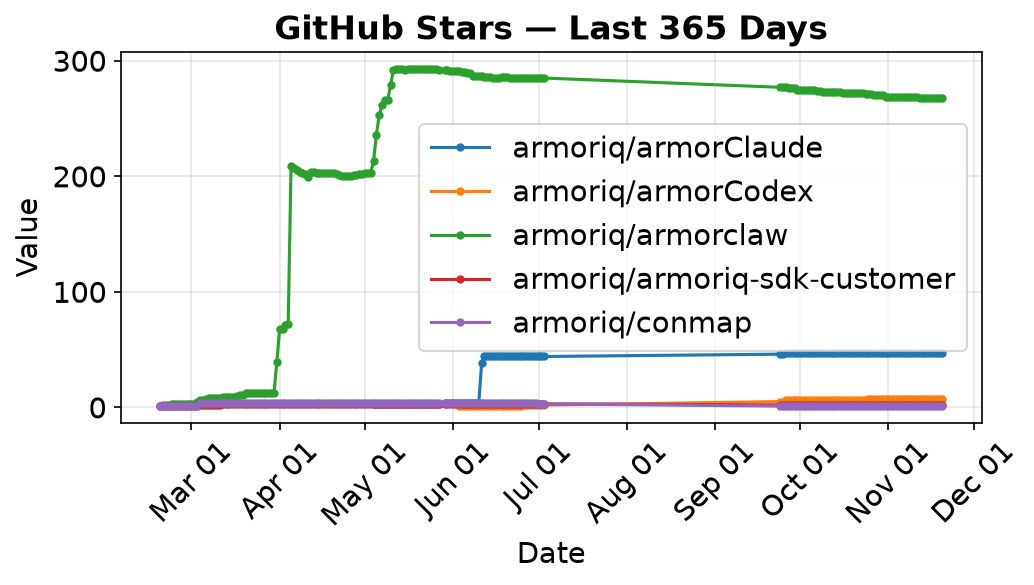 GitHub Stars — Last 365 Days
Value
300
200
100
0
armoriq/armorClaude
armoriq/armorCodex
armoriq/armorclaw
armoriq/armoriq-sdk-customer
armoriq/conmap
Mar 01
Apr 01
May 01
Jun 01
Jul 01
Aug 01
Sep 01
Oct 01
Nov 01
Dec 01
Date